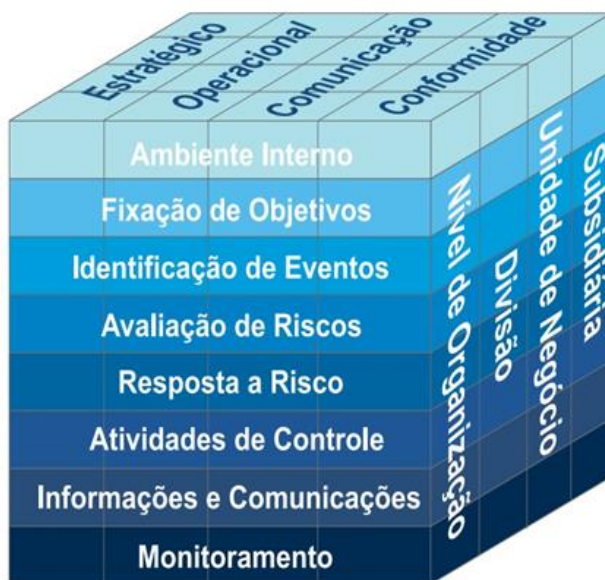 Estratégico
Operacional
Comunicação
Conformidade
Ambiente Interno
Fixação de Objetivos
Identificação de Eventos
Avaliação de Riscos
Resposta a Risco
Atividades de Controle
Informações e Comunicações
Monitoramento
Nível de Organização
Divisão
Unidade de Negócio
Subsidiaria